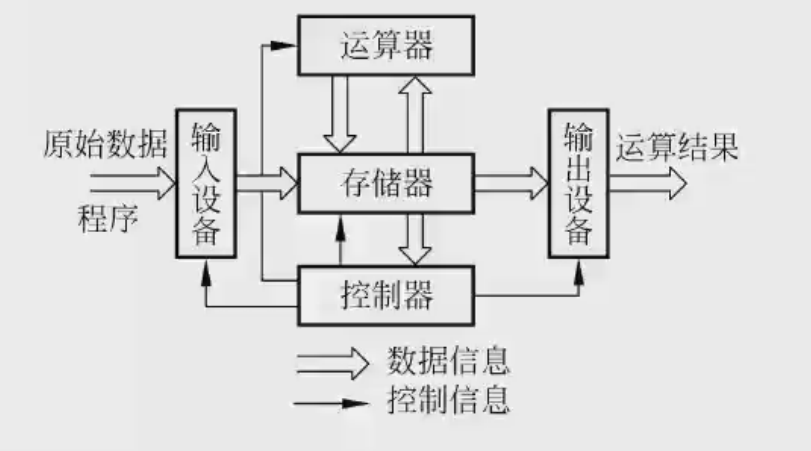 运算器
原始数据
程序
输入设备
存储器
输出设备
运算结果
控制器
数据信息
控制信息